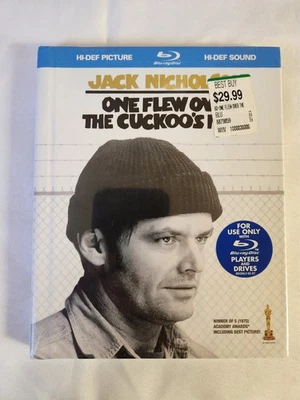 HI-DEF PICTURE
Blu-ray Disc
HI-DEF SOUND
JACK NICHOL
BEST BUY
$29.99
ONE FLEW OV
THE CUCKOO'S
FOR
USE ONLY
WITH
Blu-ray Disc
PLAYERS
AND
DRIVES
WINNER OF 5 (1975)
ACADEMY AWARDS
INCLUDING BEST PICTURE!